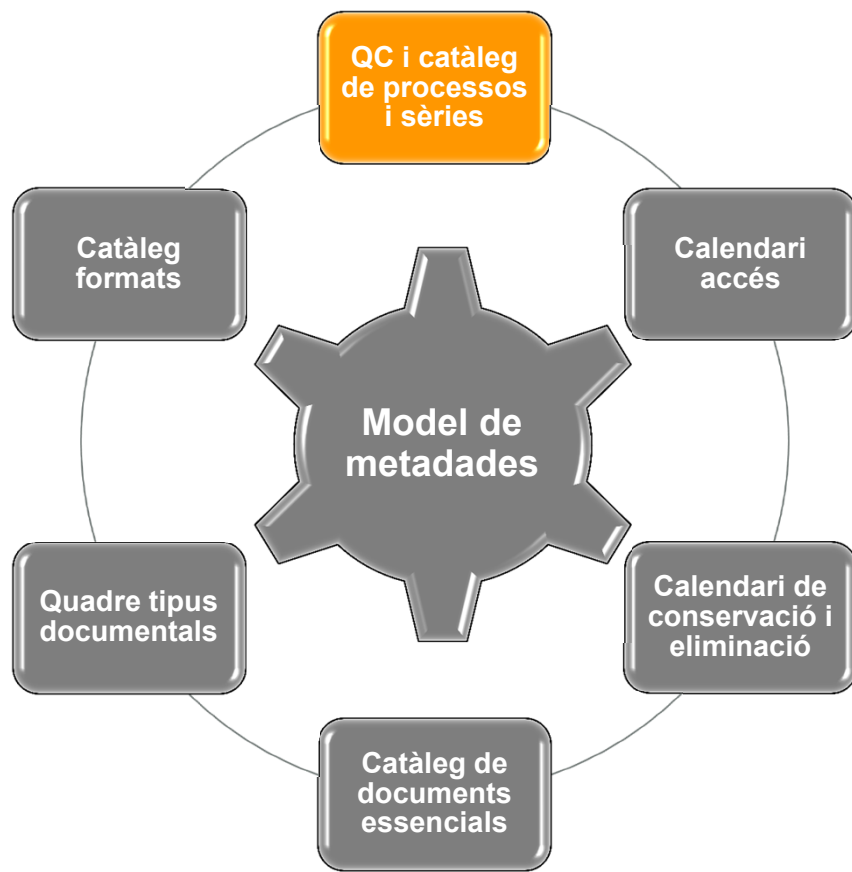 QC i catàleg
de processos
i sèries
Catàleg
formats
Calendari
accés
Model de
metadades
Quadre tipus
documentals
Calendari de
conservació i
eliminació
Catàleg de
documents
essencials